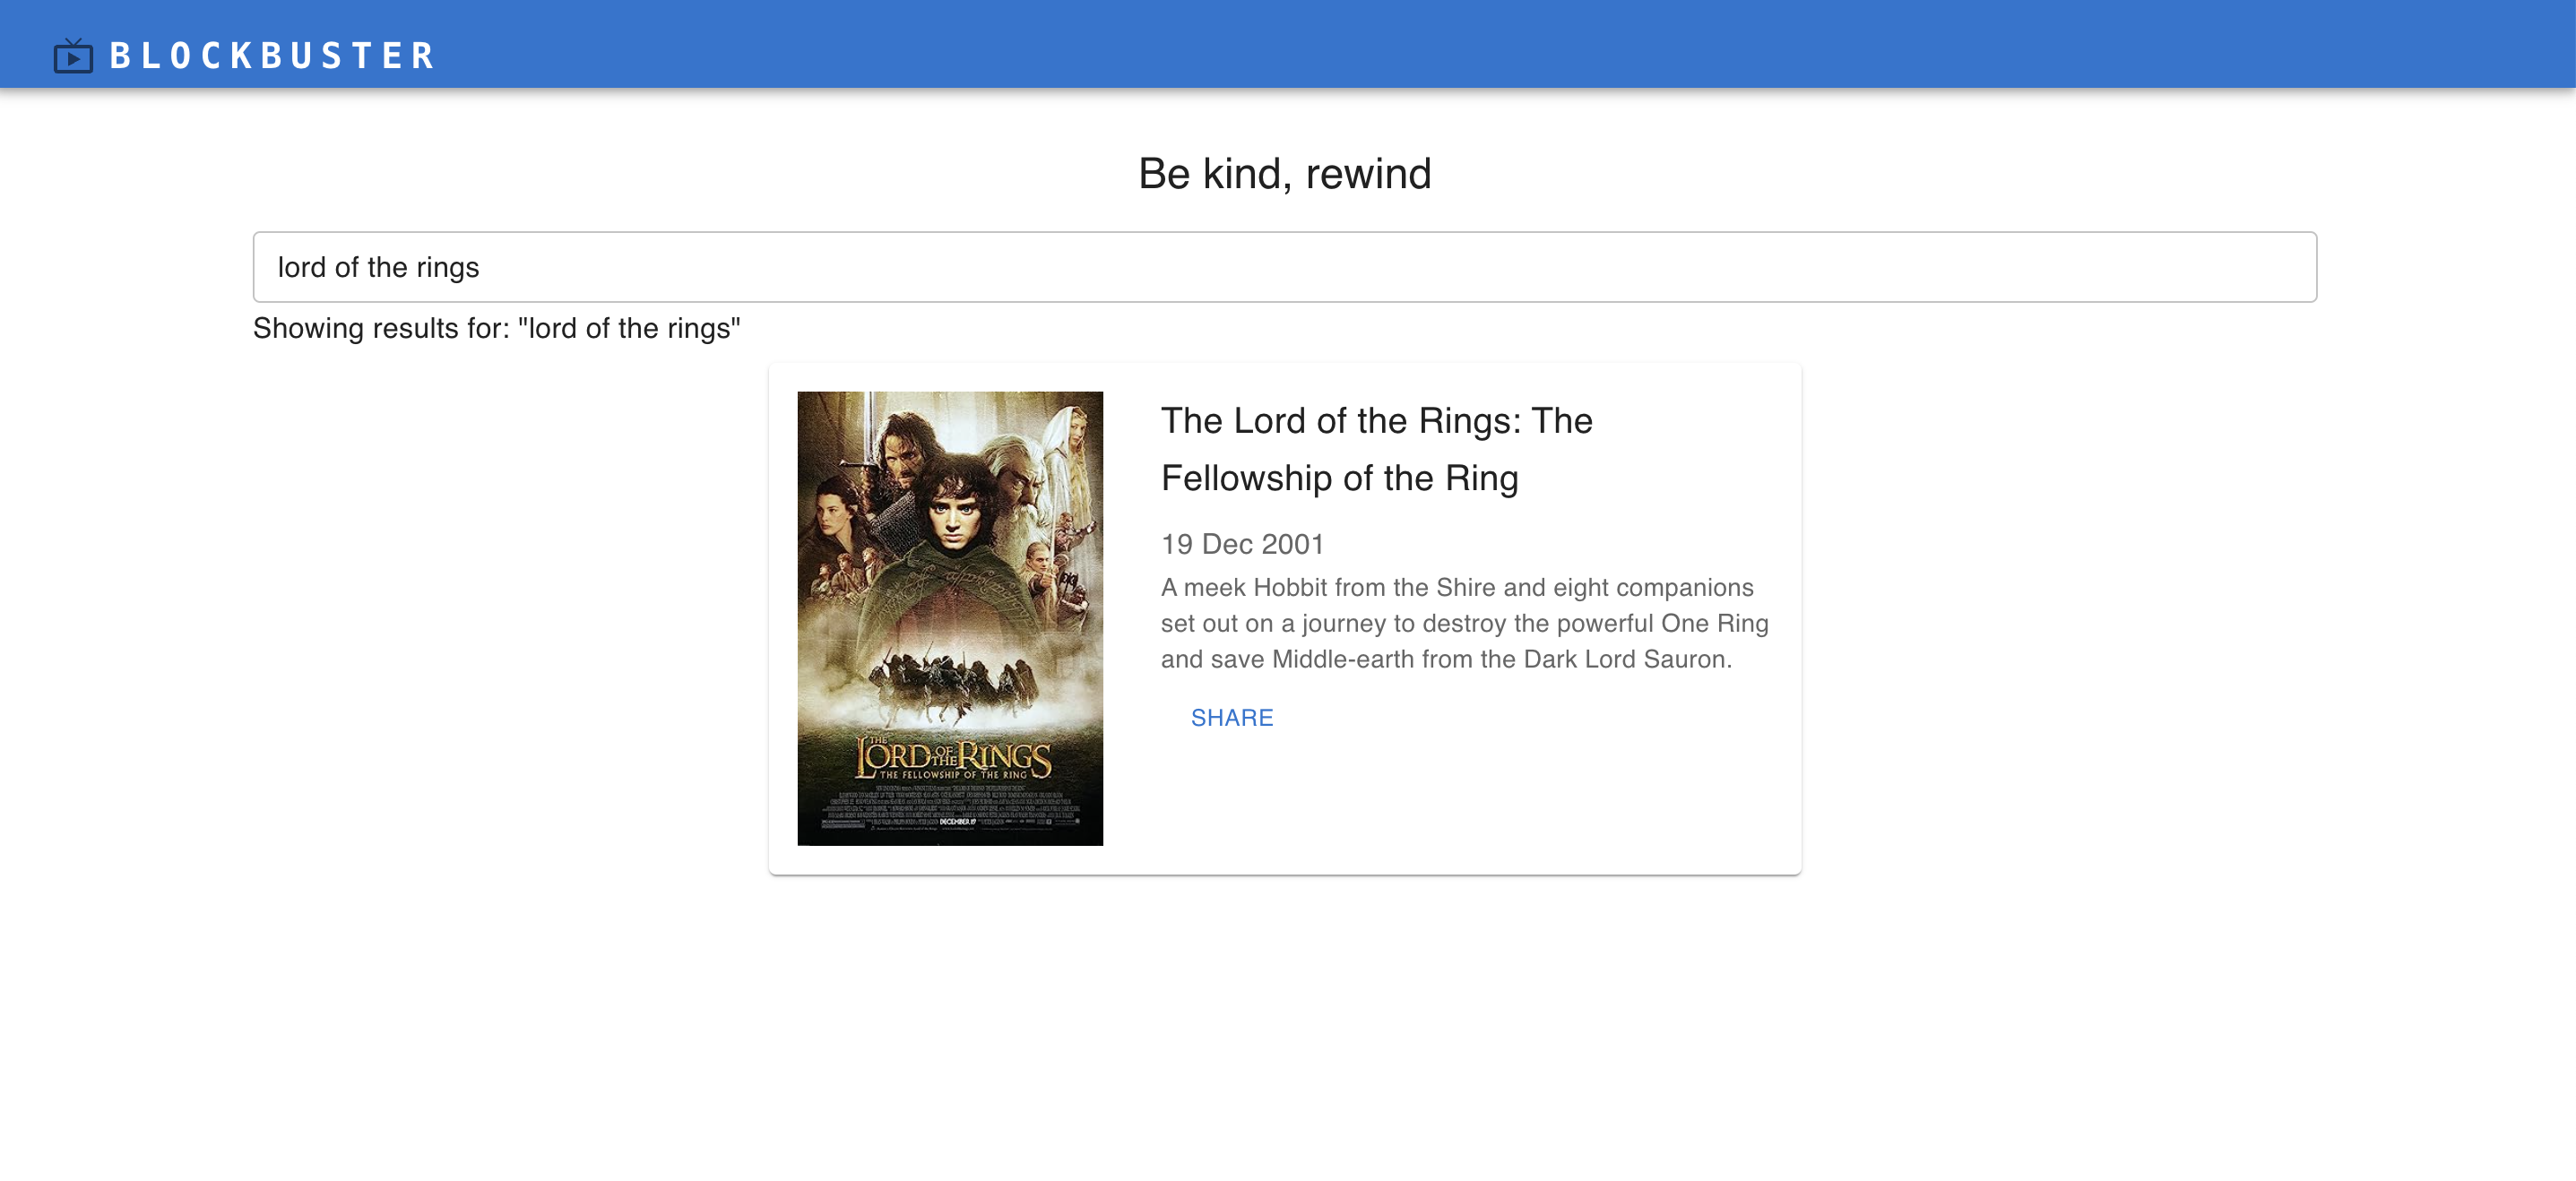 BLOCKBUSTER
Be kind, rewind
lord of the rings
Showing results for: "lord of the rings"
The Lord of the Rings: The
Fellowship of the Ring
19 Dec 2001
A meek Hobbit from the Shire and eight companions
set out on a journey to destroy the powerful One Ring
and save Middle-earth from the Dark Lord Sauron.
SHARE
THE
LORD OF THE RINGS
THE FELLOWSHIP OF THE RING
DECEMBER 19